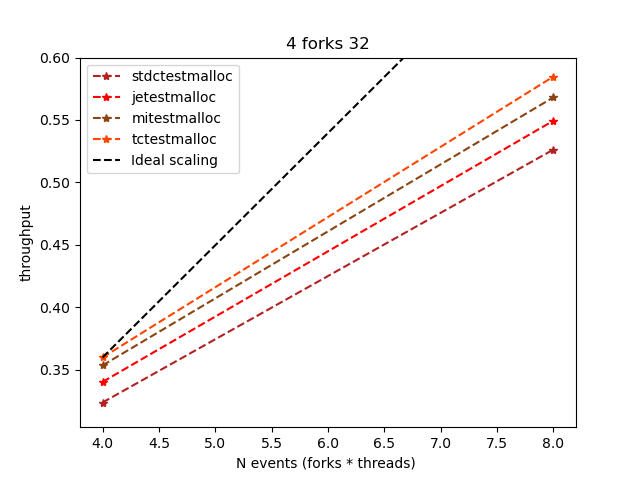 4 forks 32
0.60
0.55
0.50
0.45
0.40
0.35
throughput
stdctestmalloc
jetestmalloc
mitestmalloc
tctestmalloc
Ideal scaling
4.0 4.5 5.0 5.5 6.0 6.5 7.0 7.5 8.0
N events (forks * threads)